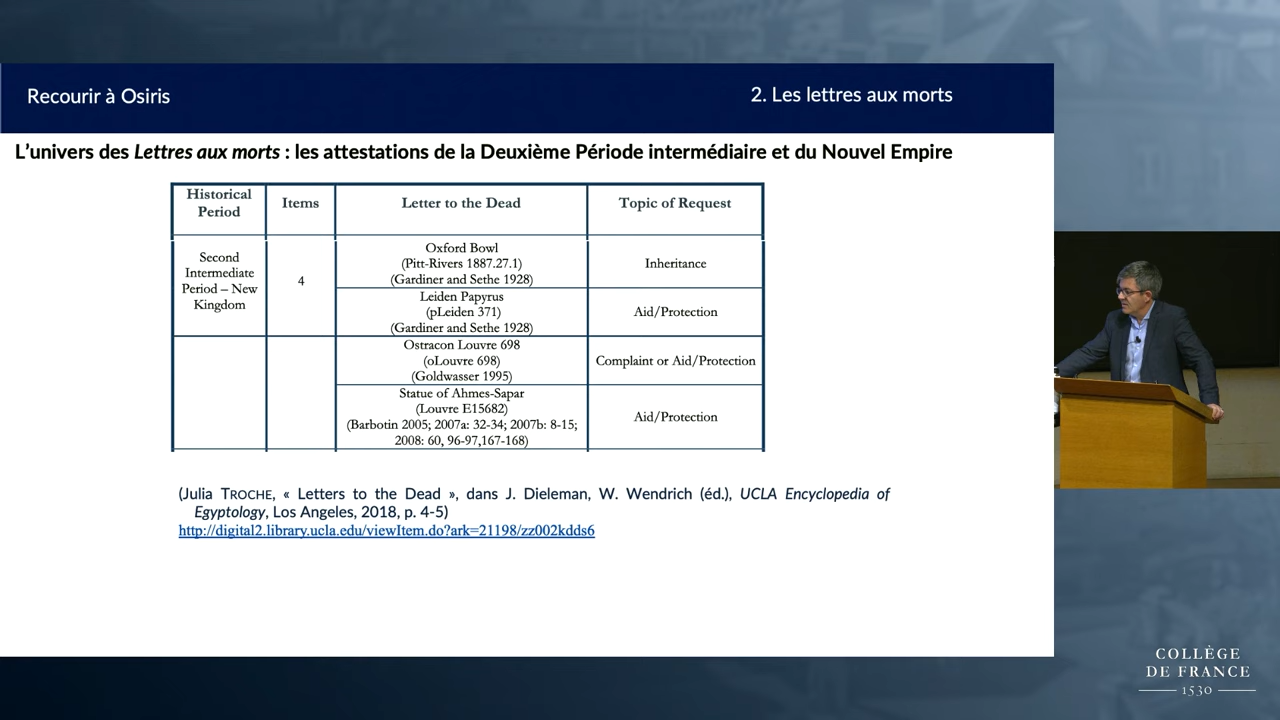 Recourir à Osiris
2. Les lettres aux morts
L'univers des Lettres aux morts : les attestations de la Deuxième Période intermédiaire et du Nouvel Empire
Historical
Period
Items
Letter to the Dead
Topic of Request
Second
Intermediate
Period – New
Kingdom
4
Oxford Bowl
(Pitt-Rivers 1887.27.1)
(Gardiner and Sethe 1928)
Inheritance
Leiden Papyrus
(pLeiden 371)
(Gardiner and Sethe 1928)
Aid/Protection
Ostracon Louvre 698
(oLouvre 698)
(Goldwasser 1995)
Complaint or Aid/Protection
Statue of Ahmes-Sapar
(Louvre E15682)
(Barbotin 2005; 2007a: 32-34; 2007b: 8-15;
2008: 60, 96-97,167-168)
Aid/Protection
(Julia TROCHE, « Letters to the Dead », dans J. Dieleman, W. Wendrich (éd.), UCLA Encyclopedia of
Egyptology, Los Angeles, 2018, p. 4-5)
http://digital2.library.ucla.edu/viewItem.do?ark=21198/zz002kdds6
COLLÈGE
DE FRANCE
1530